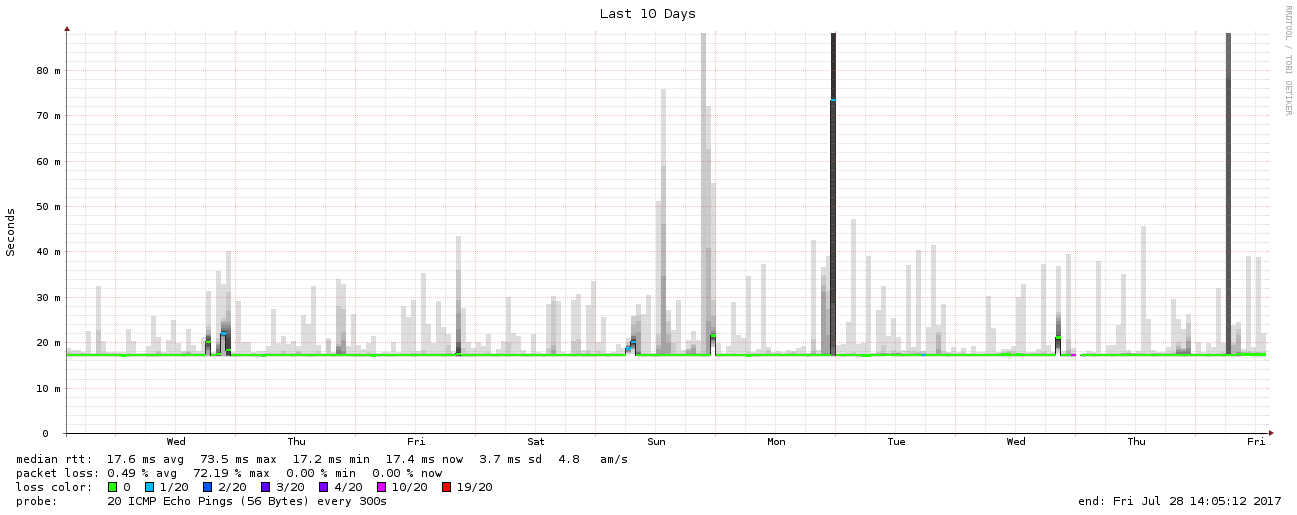 Last 10 Days
RRDTOOL / TOBI OETIKER
Seconds
80 m
70 m
60 m
50 m
40 m
30 m
20 m
10 m
0
Wed Thu Fri Sat Sun Mon Tue Wed Thu Fri
median rtt: 17.6 ms avg 73.5 ms max 17.2 ms min 17.4 ms now 3.7 ms sd 4.8 am/s
packet loss: 0.49 % avg 72.19 % max 0.00 % min 0.00 % now
loss color: 0 1/20 2/20 3/20 4/20 10/20 19/20
probe: 20 ICMP Echo Pings (56 Bytes) every 300s end: Fri Jul 28 14:05:12 2017